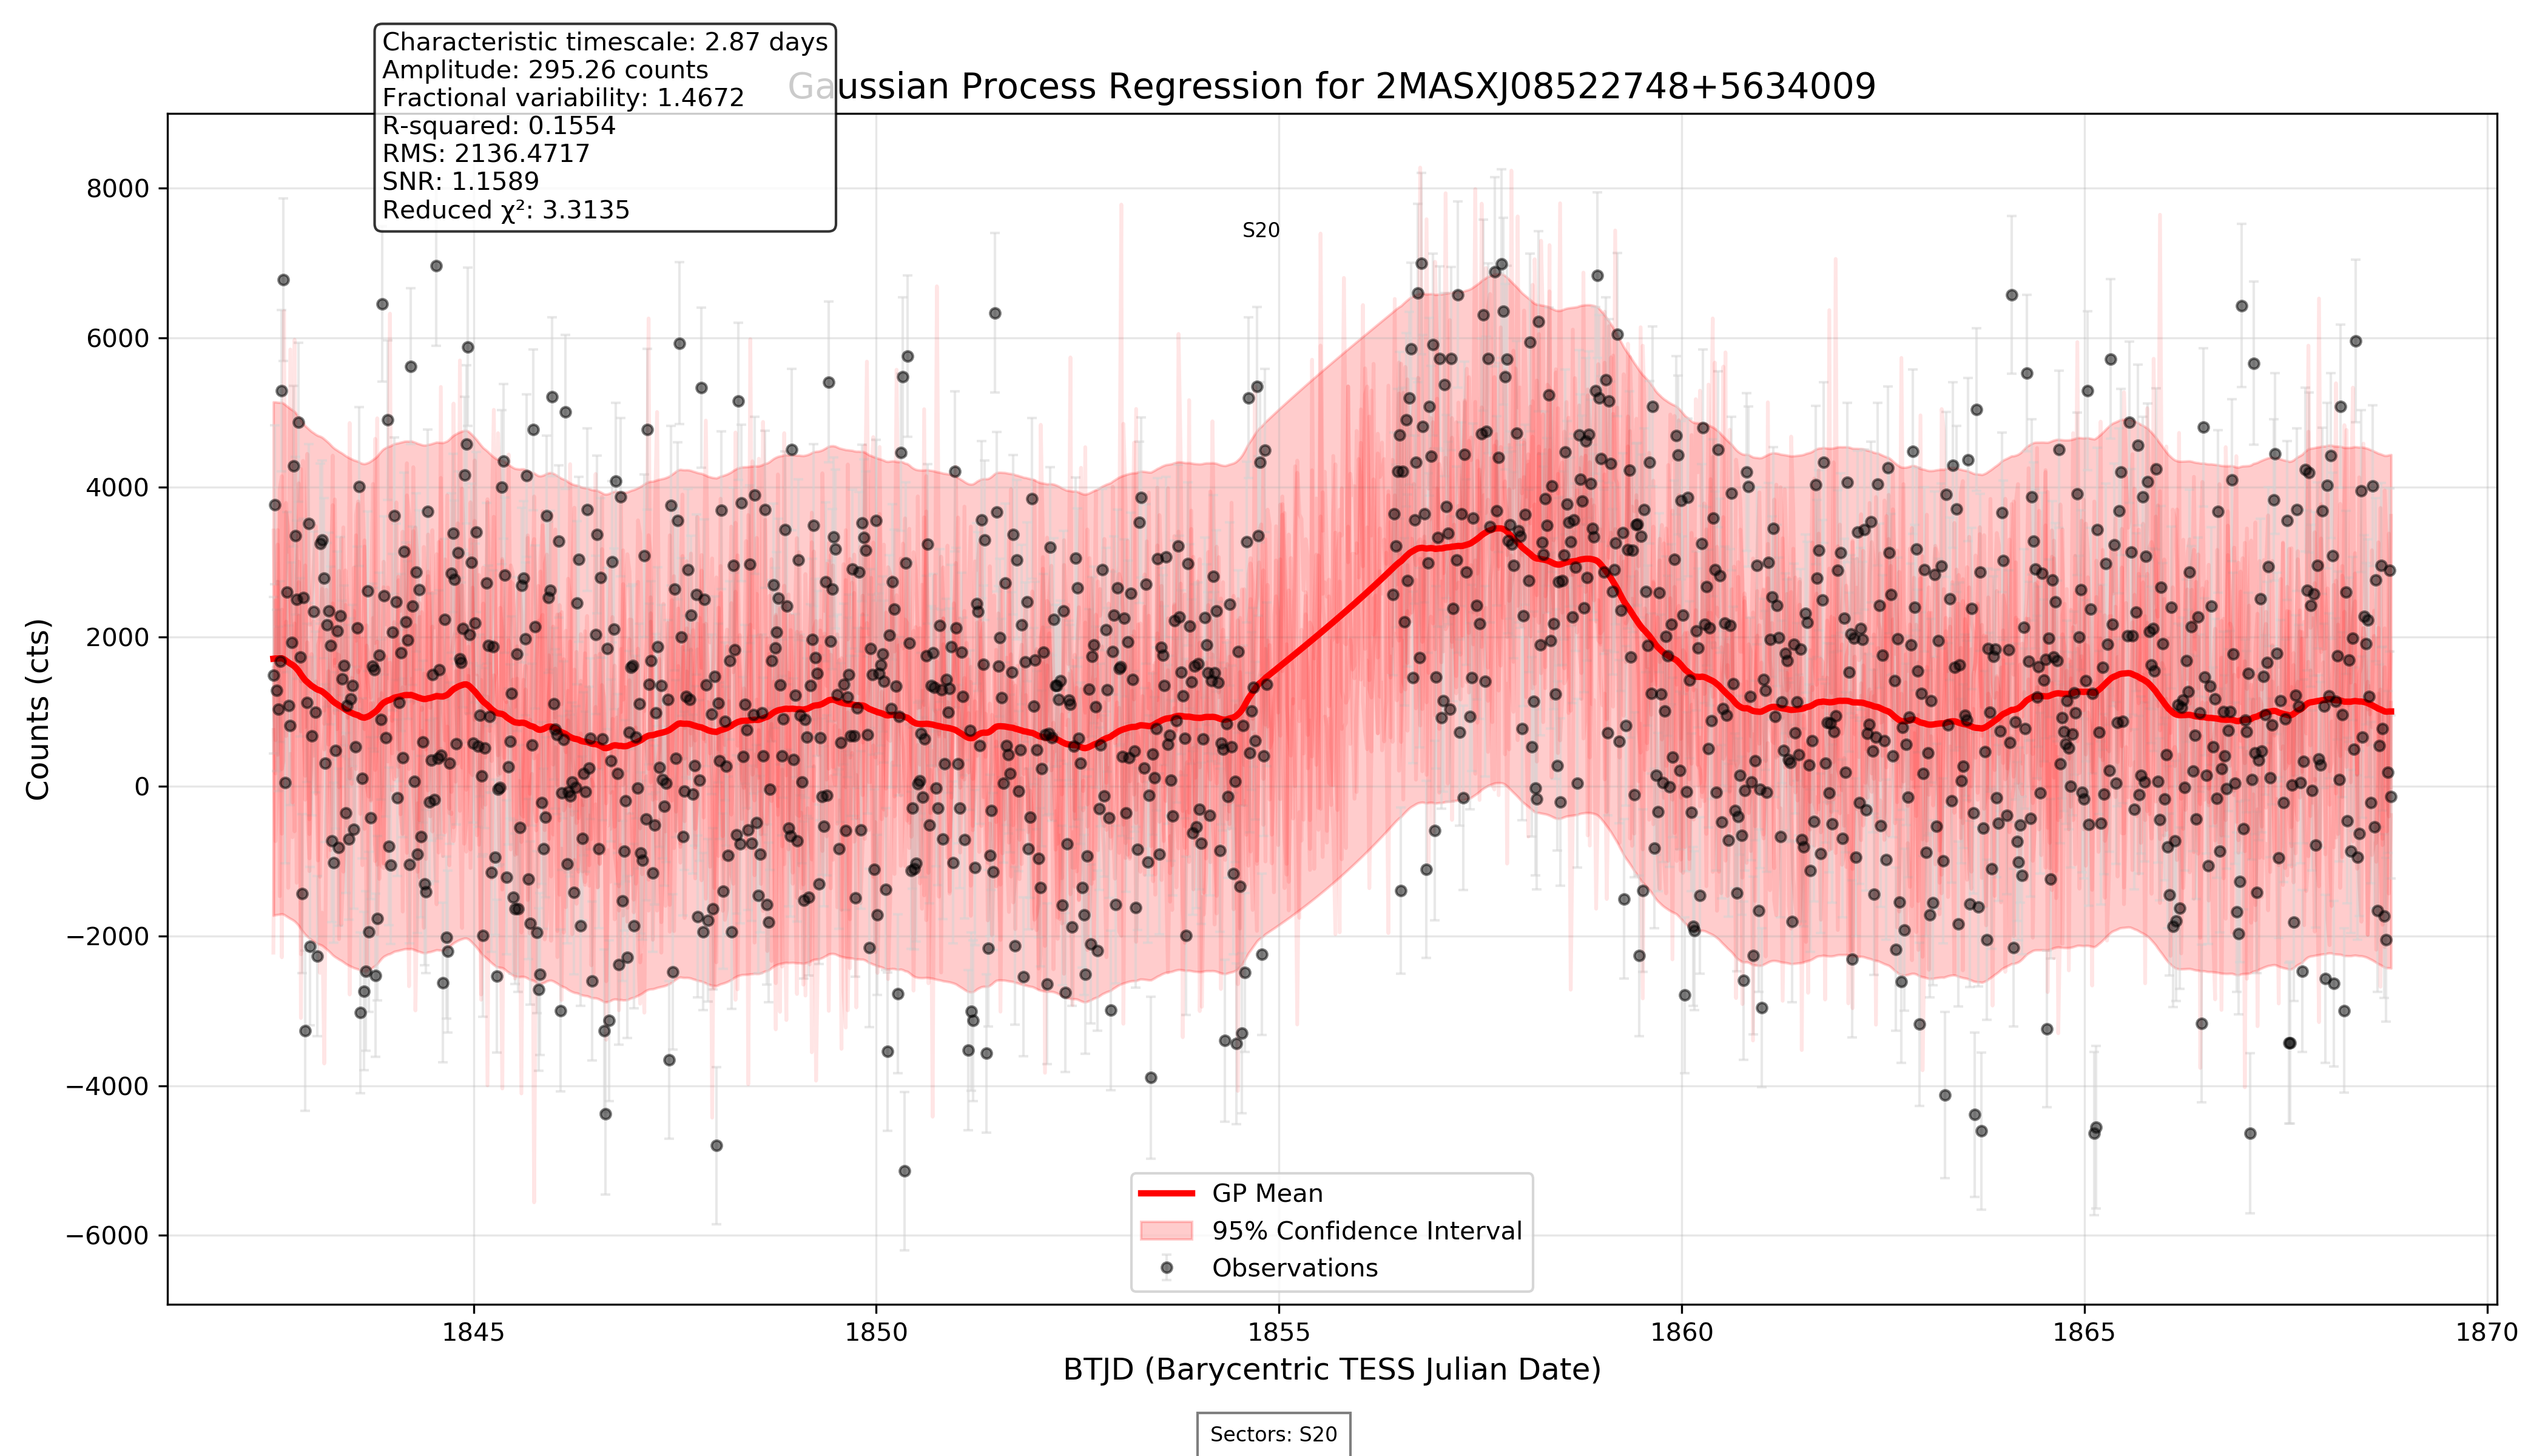 Characteristic timescale: 2.87 days
Amplitude: 295.26 counts
Fractional variability: 1.4672
R-squared: 0.1554
RMS: 2136.4717
SNR: 1.1589
Reduced χ²: 3.3135
Gaussian Process Regression for 2MASXJ08522748+5634009
S20
8000
6000
4000
2000
0
−2000
−4000
−6000
Counts (cts)
GP Mean
95% Confidence Interval
Observations
1845 1850 1855 1860 1865 1870
BTJD (Barycentric TESS Julian Date)
Sectors: S20